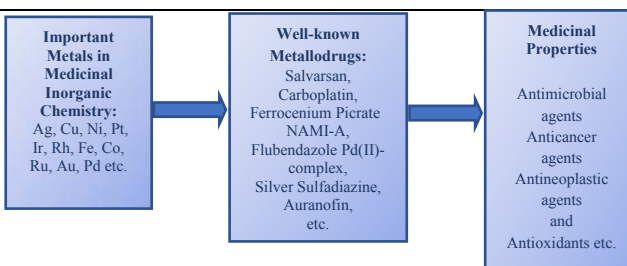 Important
Metals in
Medicinal
Inorganic
Chemistry:
Ag, Cu, Ni, Pt,
Ir, Rh, Fe, Co,
Ru, Au, Pd etc.
Well-known
Metallodrugs:
Salvarsan,
Carboplatin,
Ferrocenium Picrate
NAMI-A,
Flubendazole Pd(II)-
complex,
Silver Sulfadiazine,
Auranofin,
etc.
Medicinal
Properties
Antimicrobial
agents
Anticancer
agents
Antineoplastic
agents
and
Antioxidants etc.